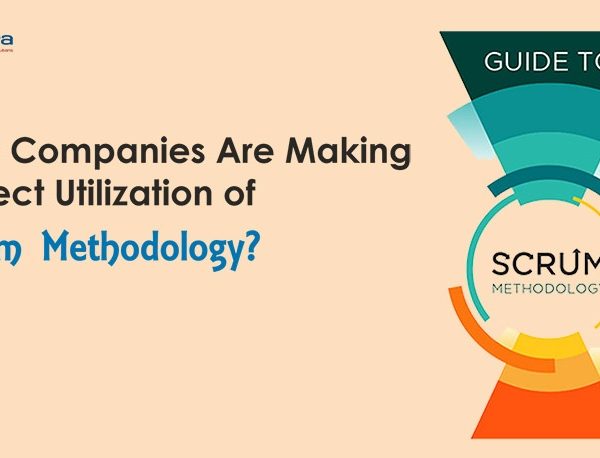 Companies Are Making
ect Utilization of
m Methodology?
GUIDE TO
SCRUM
METHODOLOGY